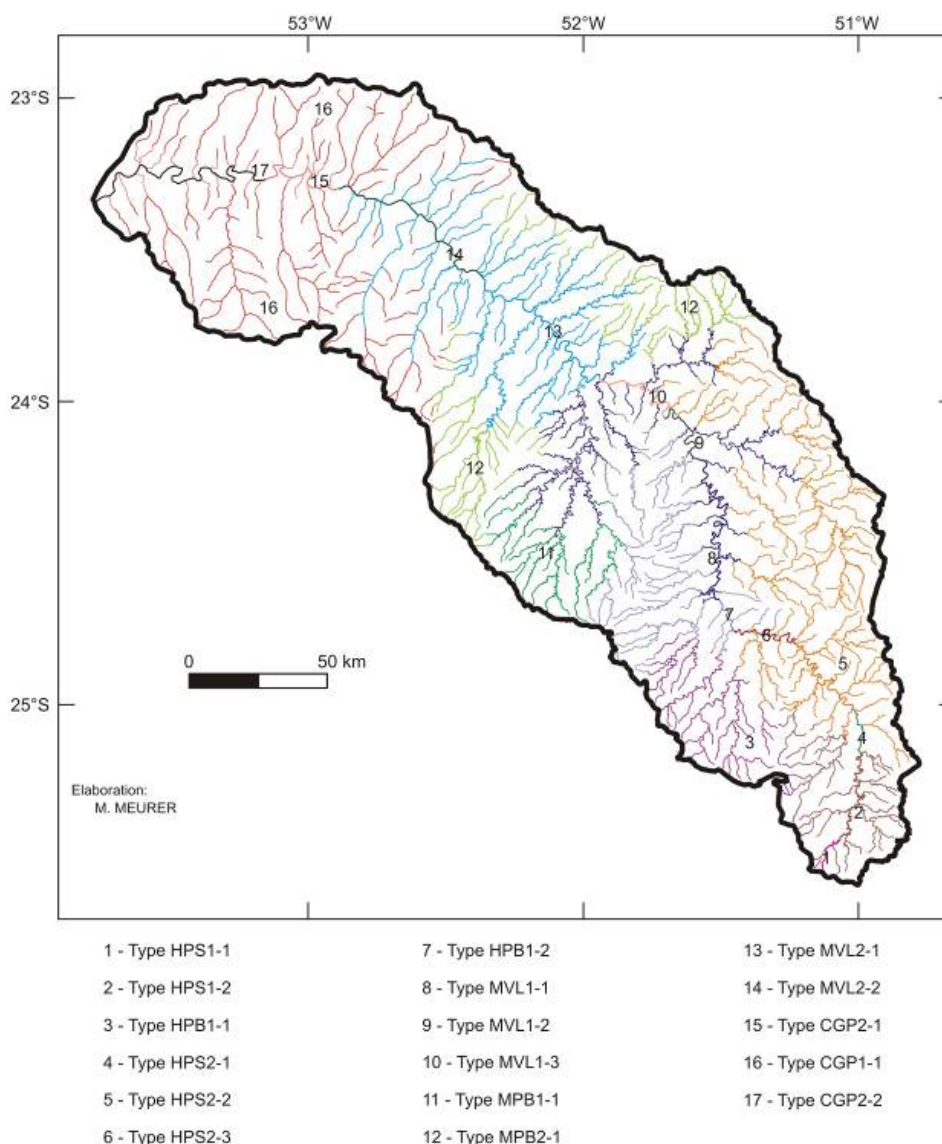 53°W 52°W 51°W
23°S
16
17
15
14
16
13
12
24°S
10
9
12
11
8
7
6
0 50 km
5
25°S
3
4
Elaboration:
M. MEURER
2
1
1 - Type HPS1-1
2 - Type HPS1-2
3 - Type HPB1-1
4 - Type HPS2-1
5 - Type HPS2-2
6 - Type HPS2-3
7 - Type HPB1-2
8 - Type MVL1-1
9 - Type MVL1-2
10 - Type MVL1-3
11 - Type MPB1-1
12 - Type MPB2-1
13 - Type MVL2-1
14 - Type MVL2-2
15 - Type CGP2-1
16 - Type CGP1-1
17 - Type CGP2-2